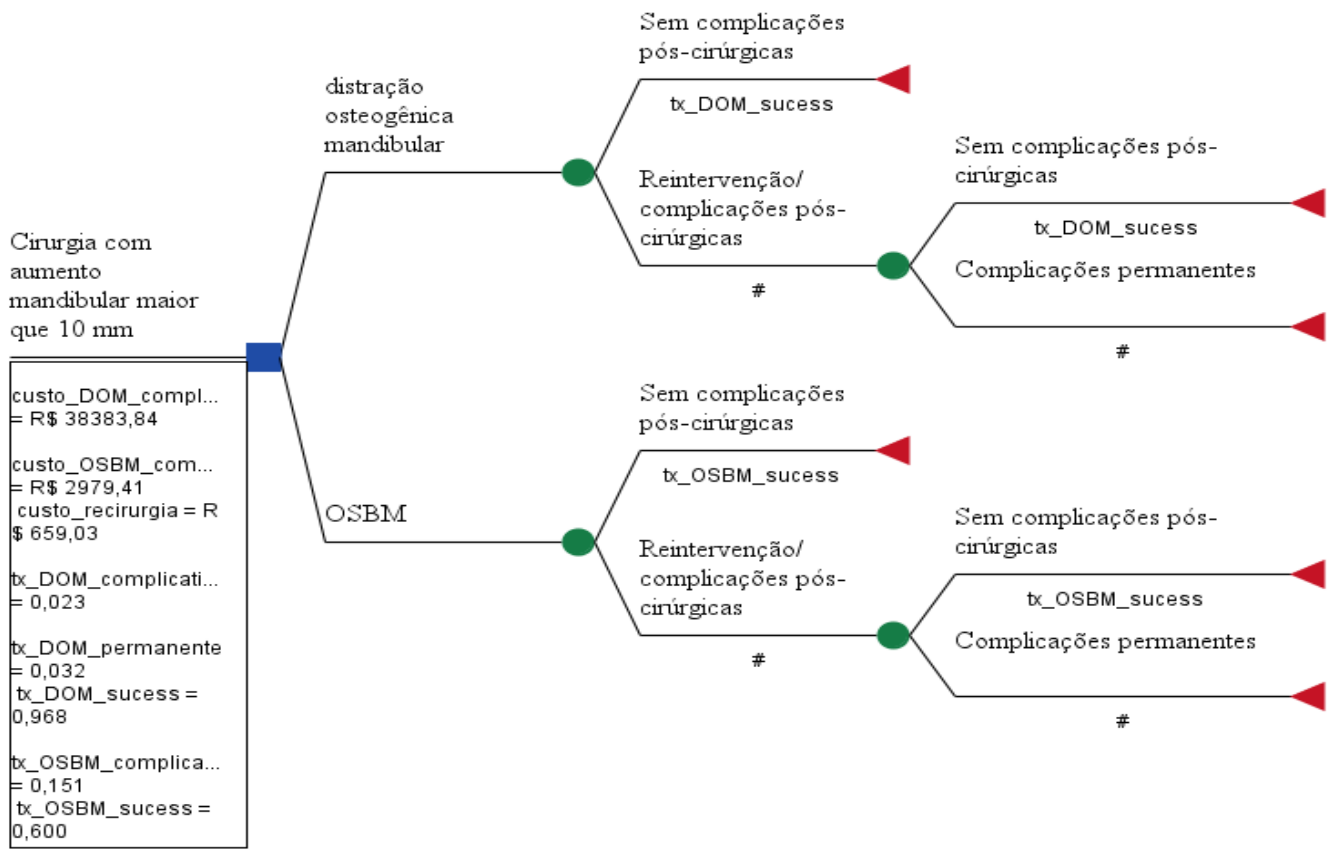 Cirurgia com
aumento
mandibular maior
que 10 mm
custo_DOM_compl...
= R$ 38383,84
custo_OSBM_com...
= R$ 2979,41
custo_recirurgia = R
$ 659,03
tx_DOM_complicati...
= 0,023
tx_DOM_permanente
= 0,032
tx_DOM_sucess =
0,968
tx_OSBM_complica...
= 0,151
tx_OSBM_sucess =
0,600
distração
osteogênica
mandibular
Sem complicações
pós-cirúrgicas
tx_DOM_sucess
Reintervenção/
complicações pós-
cirúrgicas
#
Sem complicações pós-
cirúrgicas
tx_DOM_sucess
Complicações permanentes
#
OSBM
Sem complicações
pós-cirúrgicas
tx_OSBM_sucess
Reintervenção/
complicações pós-
cirúrgicas
#
Sem complicações pós-
cirúrgicas
tx_OSBM_sucess
Complicações permanentes
#